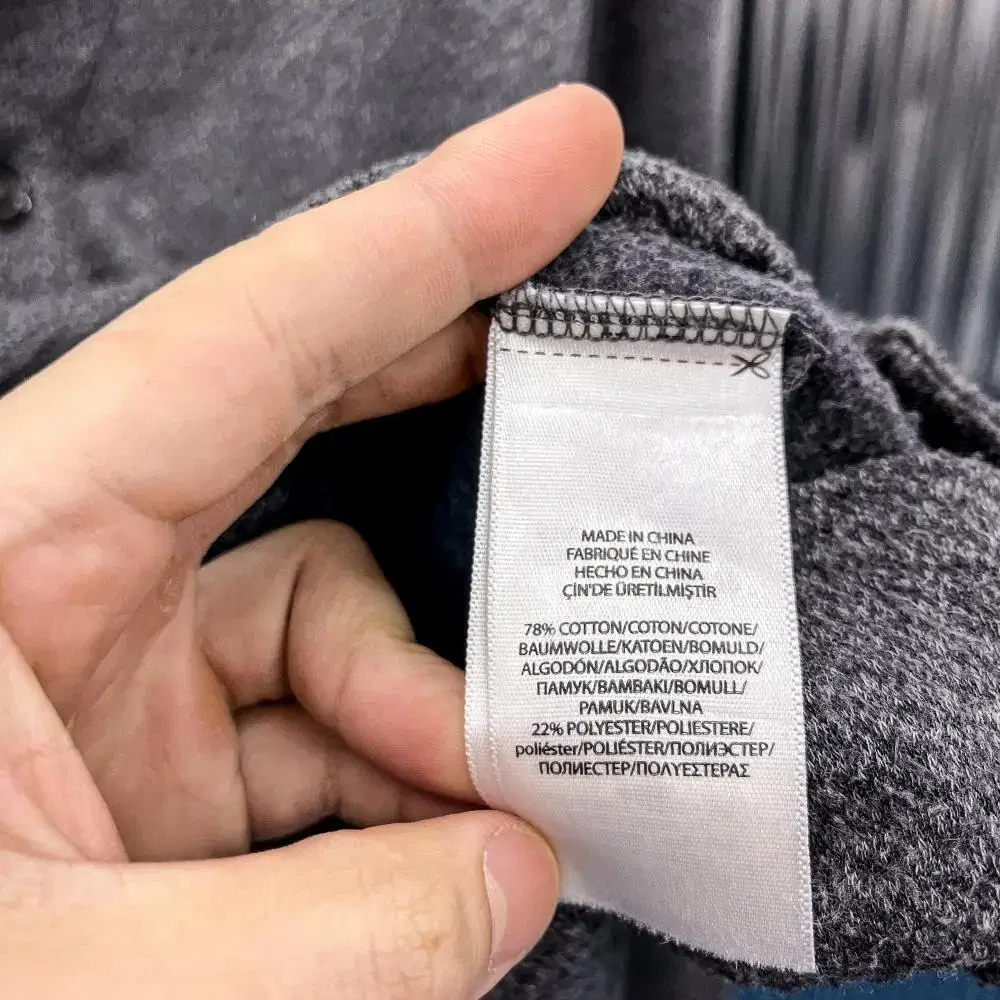 MADE IN CHINA
FABRIQUÉ EN CHINE
HECHO EN CHINA
ÇİN'DE ÜRETİLMİŞTİR
78% COTTON/COTON/COTONE/
BAUMWOLLE/KATOEN/BOMULD/
ALGODÓN/ALGODÃO/ХЛОПОК/
ПАМУК/BAMBAKI/BOMULL/
PAMUK/BAVLNA
22% POLYESTER/POLIESTERE/
poliéster/POLIÉSTER/ПОЛИЭСТЕР/
ПОЛИЕСТЕР/ΠΟΛΥΕΣΤΕΡΑΣ